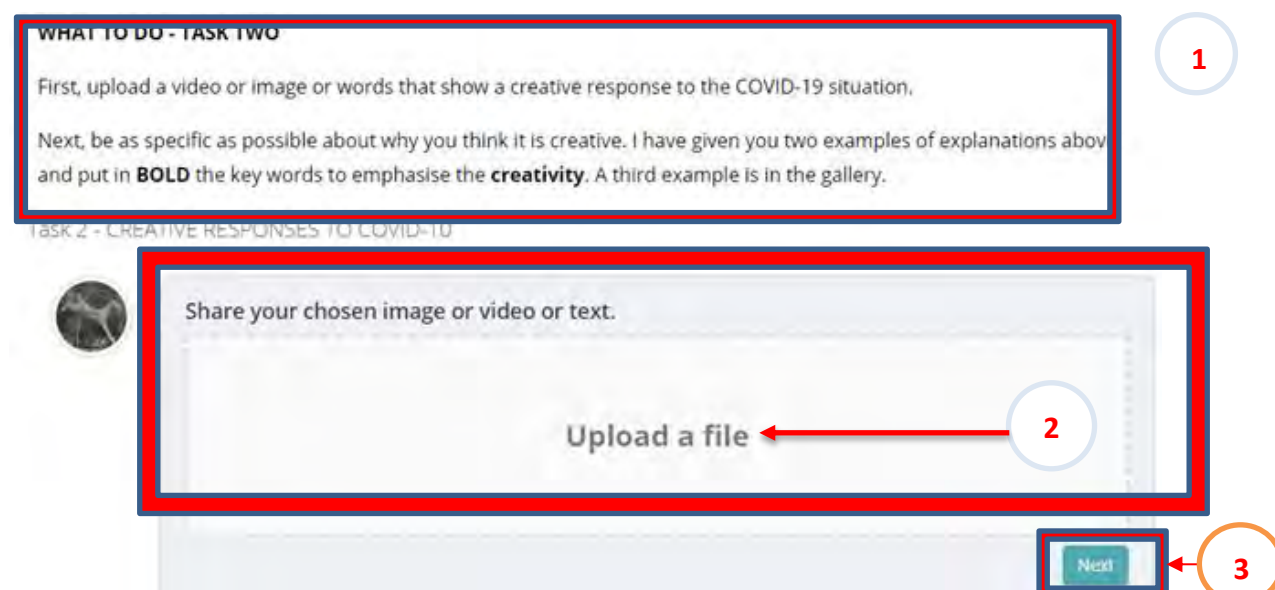 WHAT TO DO - TASK TWO
1
First, upload a video or image or words that show a creative response to the COVID-19 situation.
Next, be as specific as possible about why you think it is creative. I have given you two examples of explanations abov
and put in BOLD the key words to emphasise the creativity. A third example is in the gallery.
Task 2 - CREATIVE RESPONSES TO COVID-10
Share your chosen image or video or text.
Upload a file
2
Next
3